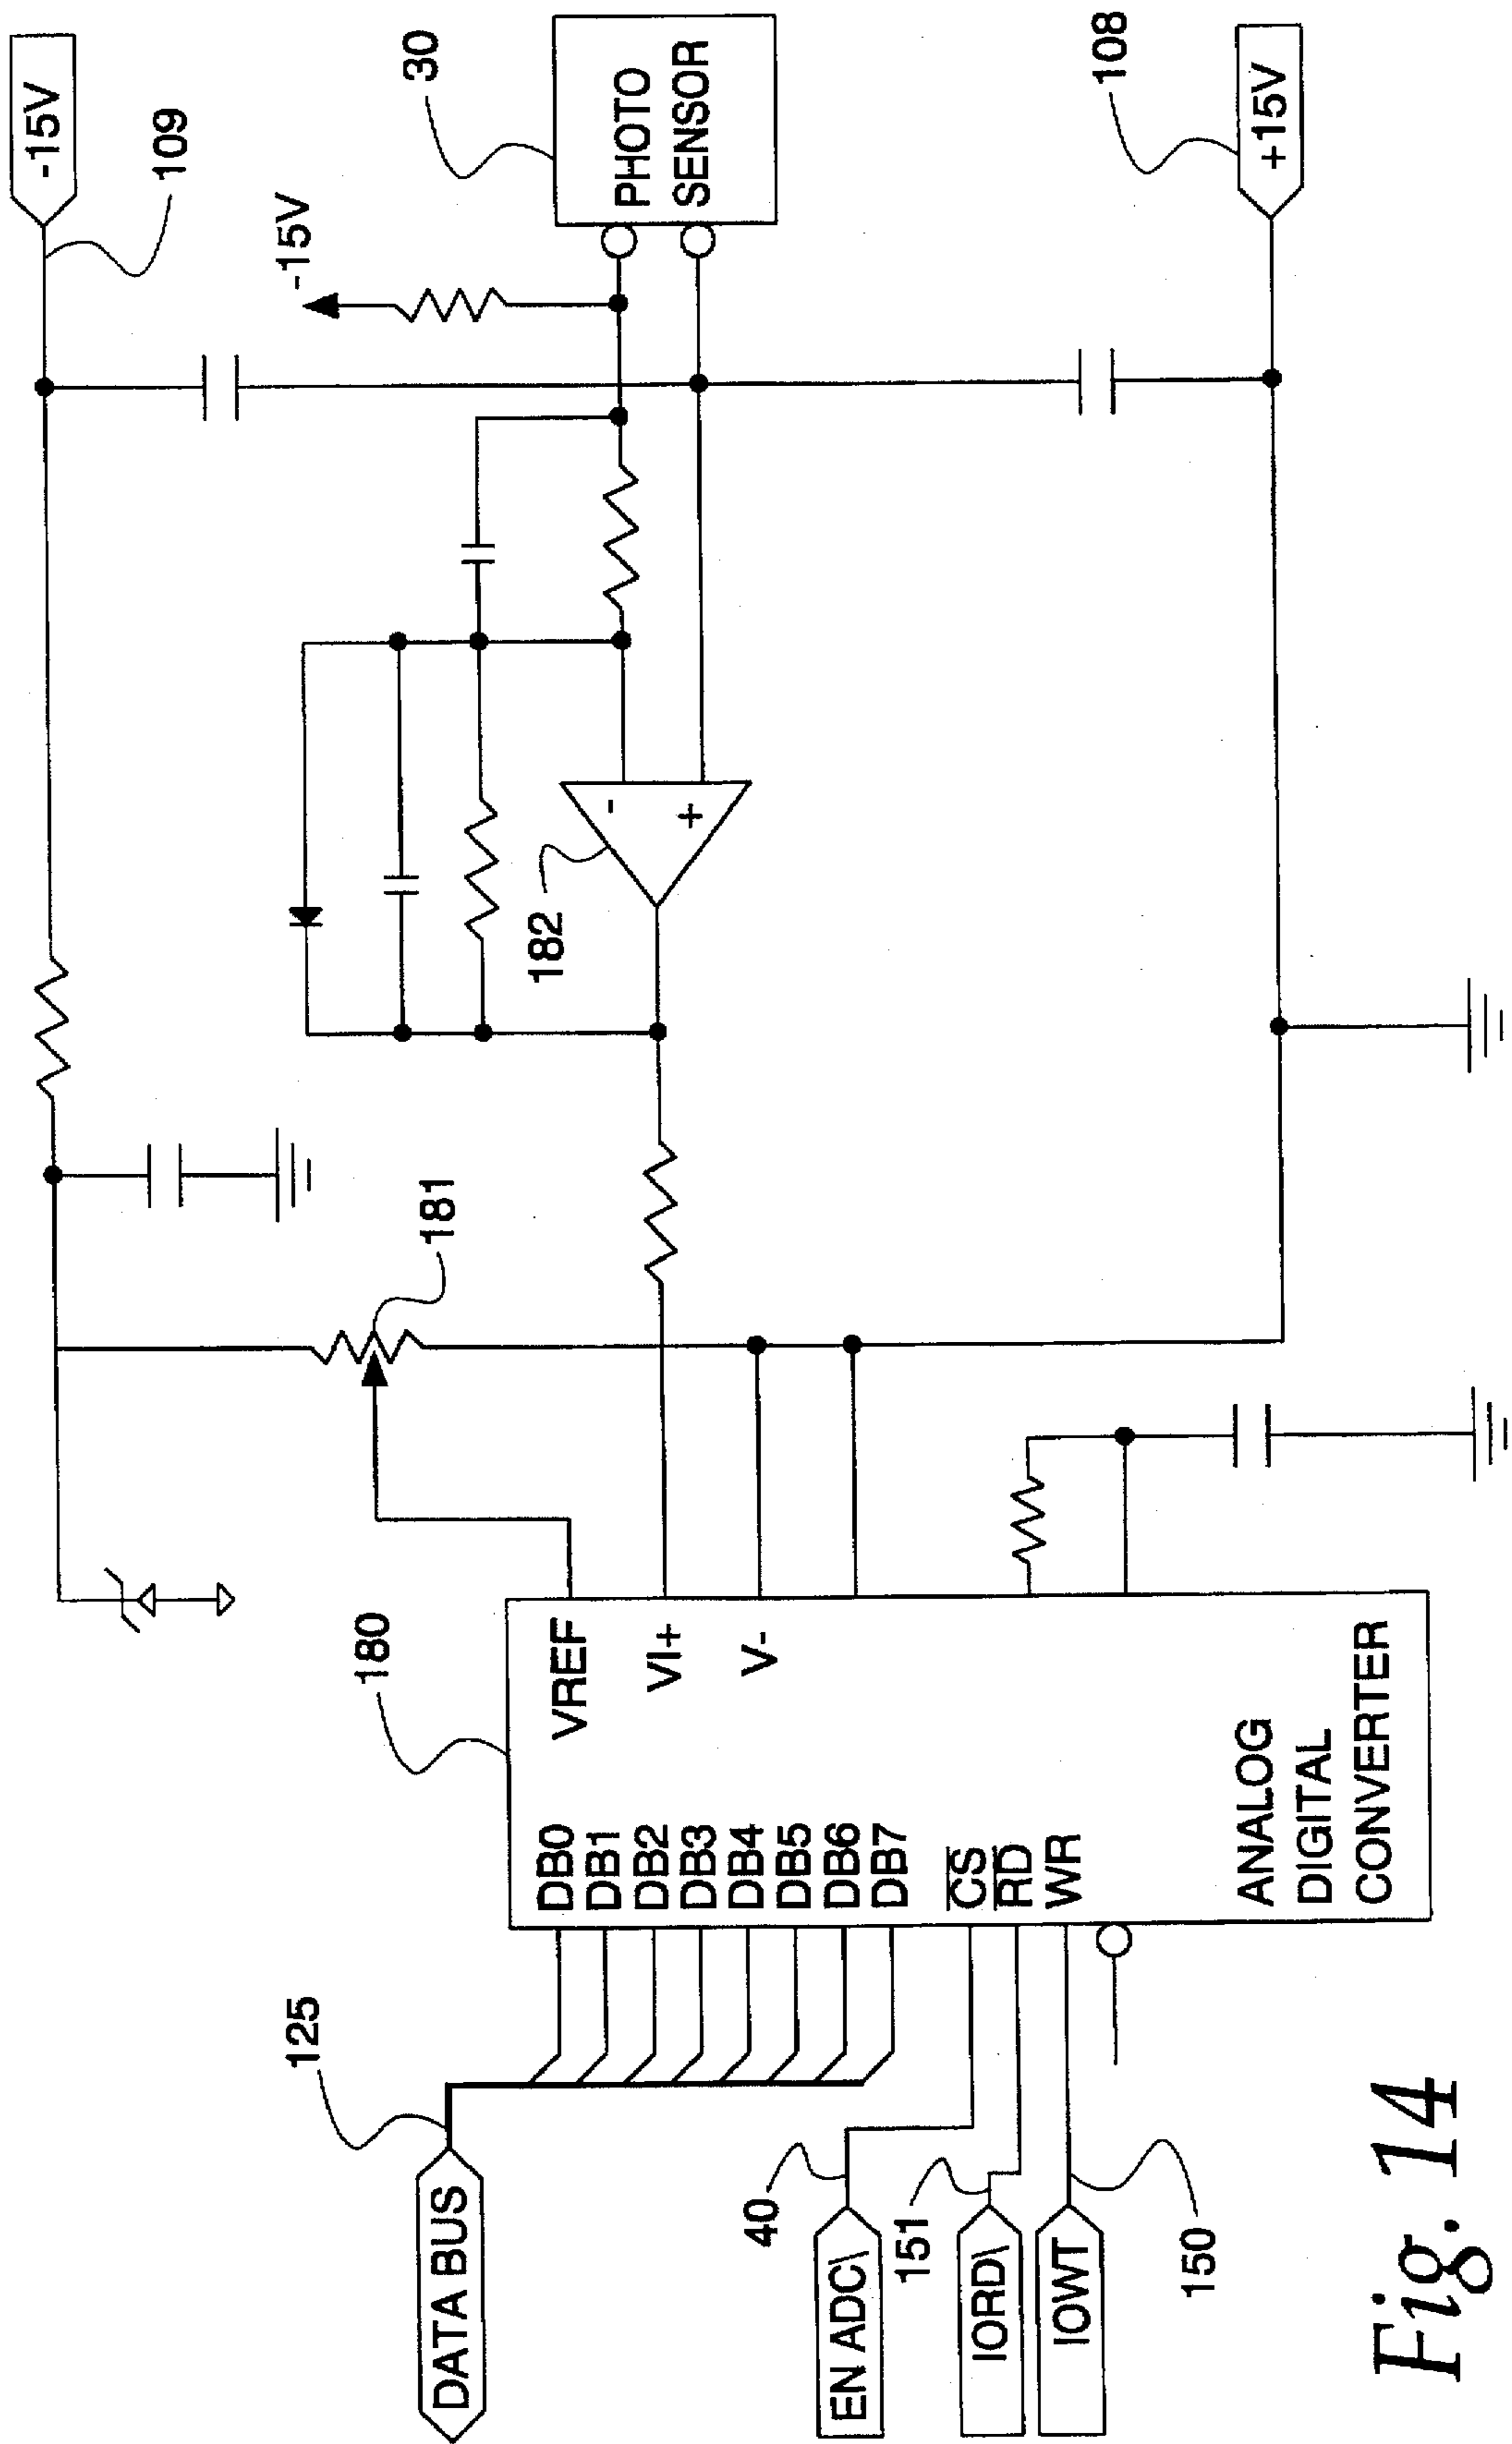 -15V
109
-15V
30
PHOTO
SENSOR
108
+15V
182
-
+
181
180
VREF
VI+
V-
DB0
DB1
DB2
DB3
DB4
DB5
DB6
DB7
CS
RD
WR
ANALOG
DIGITAL
CONVERTER
125
DATA BUS
40
EN ADC\
151
IORD\
IOWT
150
Fig. 14